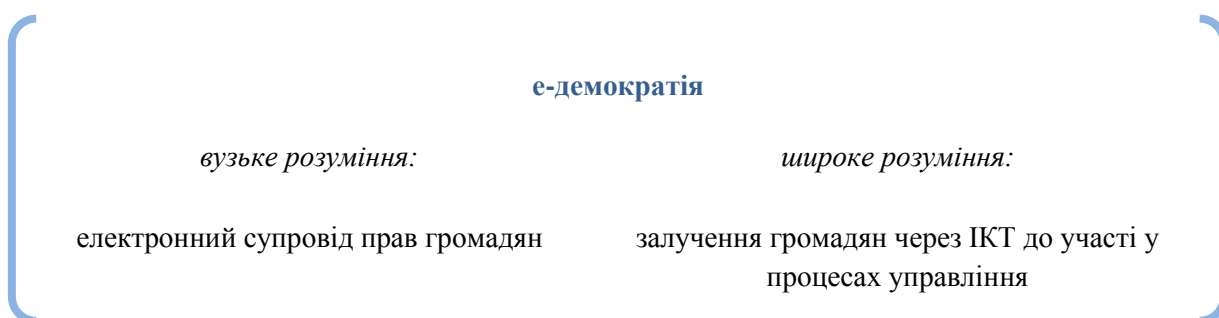 е-демократія
вузьке розуміння:
широке розуміння:
електронний супровід прав громадян
залучення громадян через ІКТ до участі у
процесах управління